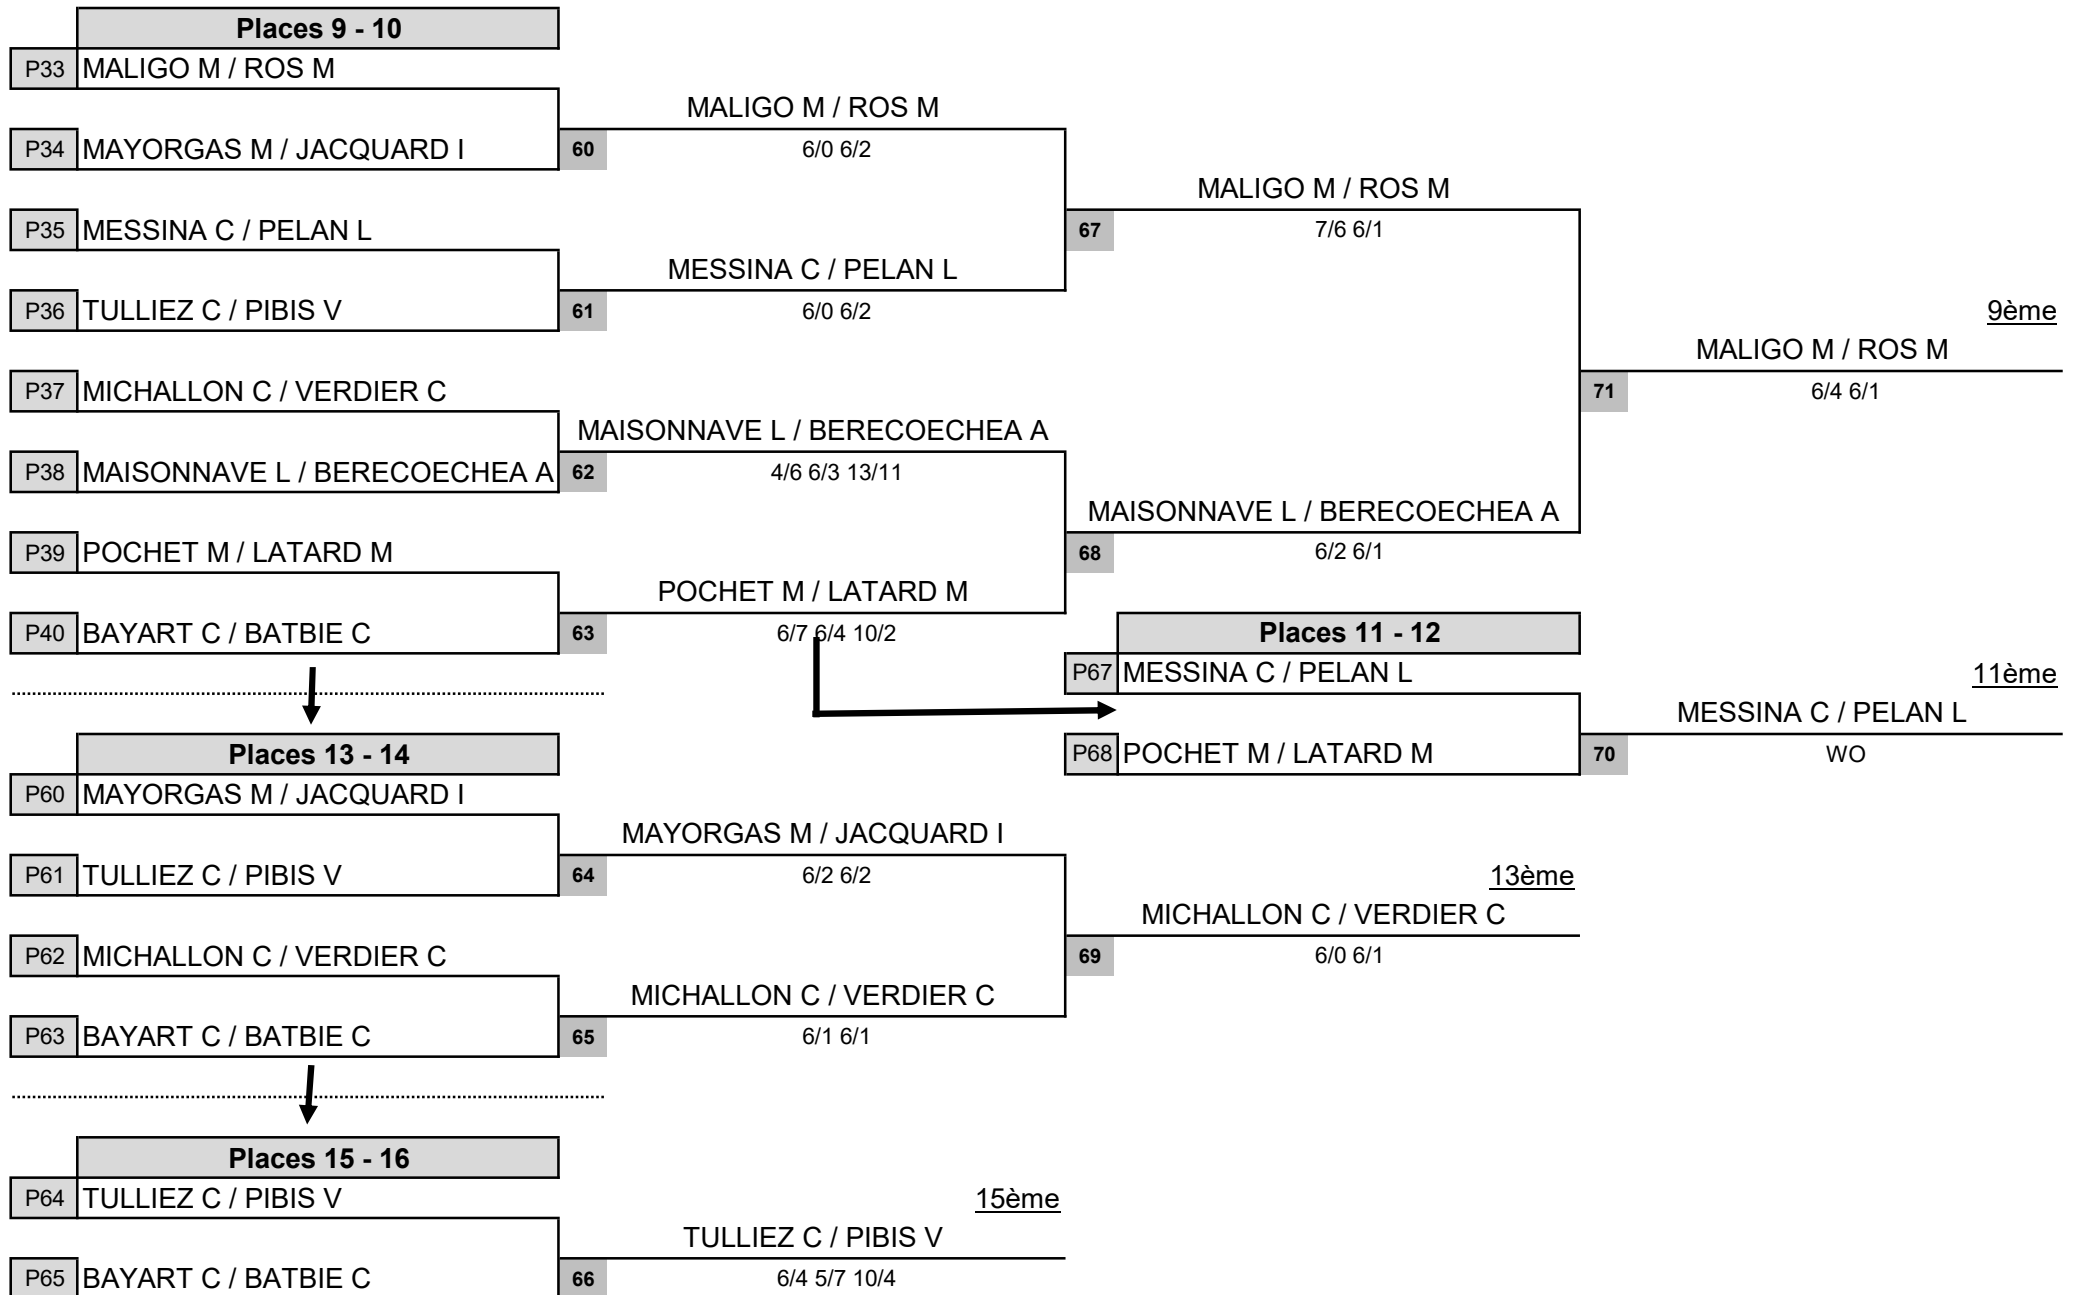 Places 9 - 10
P33 MALIGO M / ROS M
MALIGO M / ROS M
P34 MAYORGAS M / JACQUARD I 60 6/0 6/2
MALIGO M / ROS M
P35 MESSINA C / PELAN L 67 7/6 6/1
MESSINA C / PELAN L
P36 TULLIEZ C / PIBIS V 61 6/0 6/2 9ème
MALIGO M / ROS M
P37 MICHALLON C / VERDIER C 71 6/4 6/1
MAISONNAVE L / BERECOECHEA A
P38 MAISONNAVE L / BERECOECHEA A 62 4/6 6/3 13/11
MAISONNAVE L / BERECOECHEA A
P39 POCHET M / LATARD M 68 6/2 6/1
POCHET M / LATARD M
P40 BAYART C / BATBIE C 63 6/7 6/4 10/2 Places 11 - 12
P67 MESSINA C / PELAN L 11ème
MESSINA C / PELAN L
Places 13 - 14 P68 POCHET M / LATARD M 70 WO
P60 MAYORGAS M / JACQUARD I
MAYORGAS M / JACQUARD I
P61 TULLIEZ C / PIBIS V 64 6/2 6/2 13ème
MICHALLON C / VERDIER C
P62 MICHALLON C / VERDIER C 69 6/0 6/1
MICHALLON C / VERDIER C
P63 BAYART C / BATBIE C 65 6/1 6/1
Places 15 - 16
P64 TULLIEZ C / PIBIS V 15ème
TULLIEZ C / PIBIS V
P65 BAYART C / BATBIE C 66 6/4 5/7 10/4